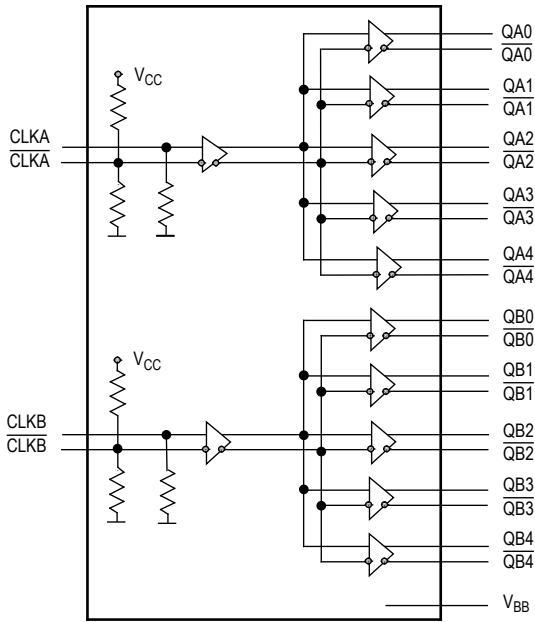 QA0
QA0
VCC
QA1
QA1
CLKA
CLKA
QA2
QA2
QA3
QA3
QA4
QA4
QB0
QB0
VCC
QB1
QB1
CLKB
CLKB
QB2
QB2
QB3
QB3
QB4
QB4
VBB